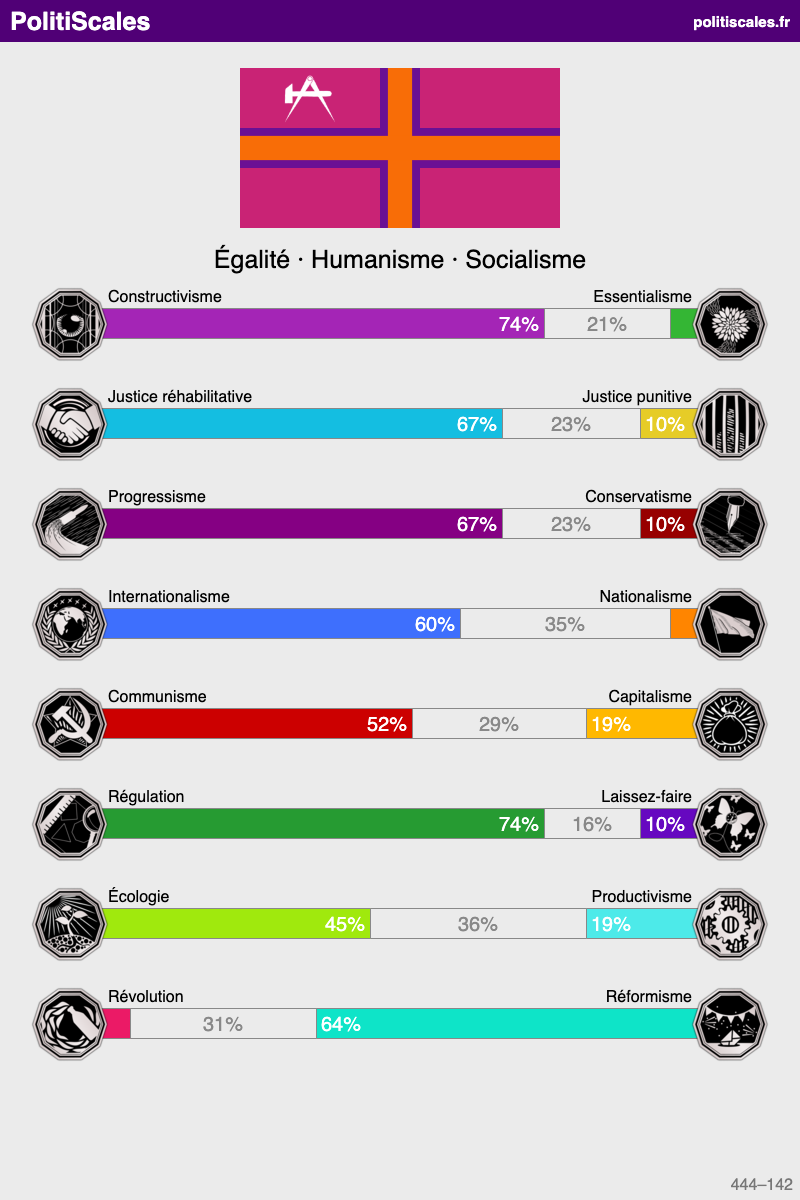 PolitiScales politiscales.fr
Égalité · Humanisme · Socialisme
Constructivisme Essentialisme
74% 21%
Justice réhabilitative Justice punitive
67% 23% 10%
Progressisme Conservatisme
67% 23% 10%
Internationalisme Nationalisme
60% 35%
Communisme Capitalisme
52% 29% 19%
Régulation Laissez-faire
74% 16% 10%
Écologie Productivisme
45% 36% 19%
Révolution Réformisme
31% 64%
444–142